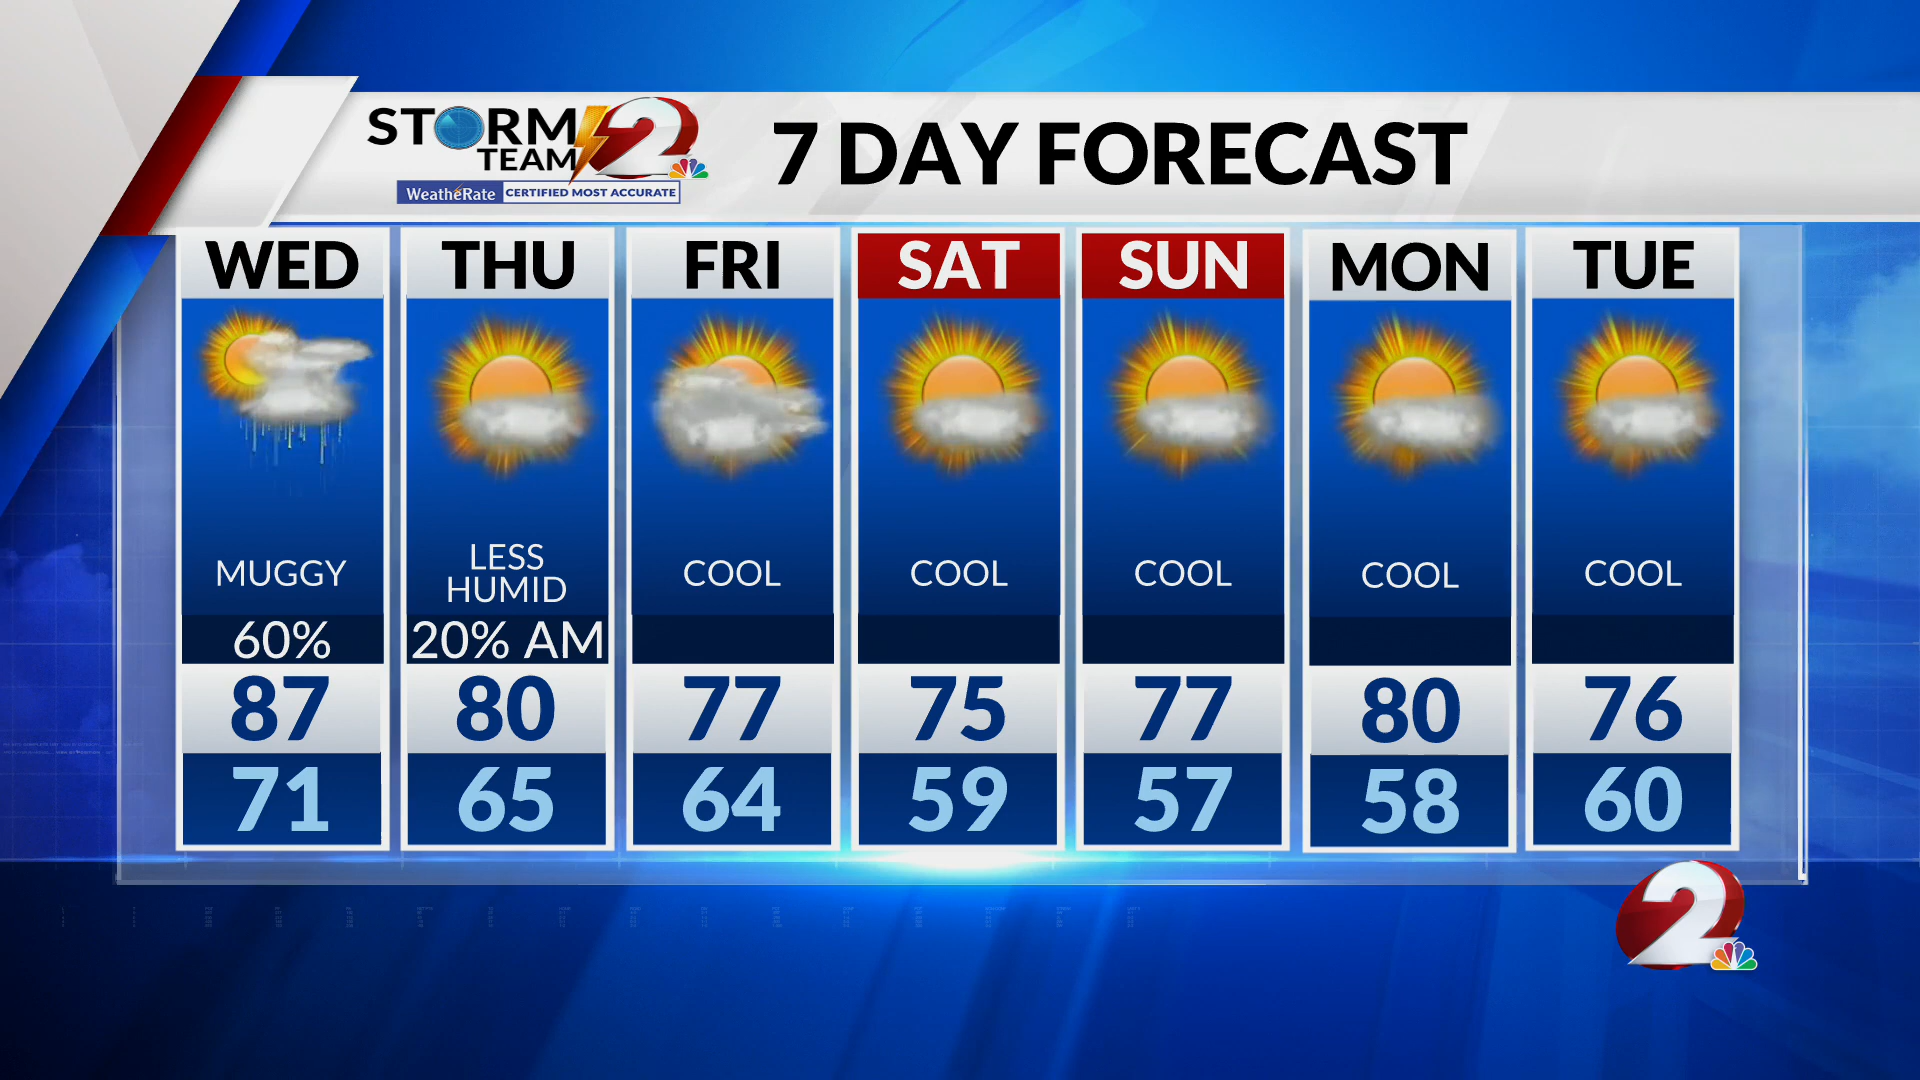 STORM
TEAM
2
WeatheRate CERTIFIED MOST ACCURATE
7 DAY FORECAST
WED THU FRI SAT SUN MON TUE
MUGGY LESS HUMID COOL COOL COOL COOL COOL
60% 20% AM
87 80 77 75 77 80 76
71 65 64 59 57 58 60
2